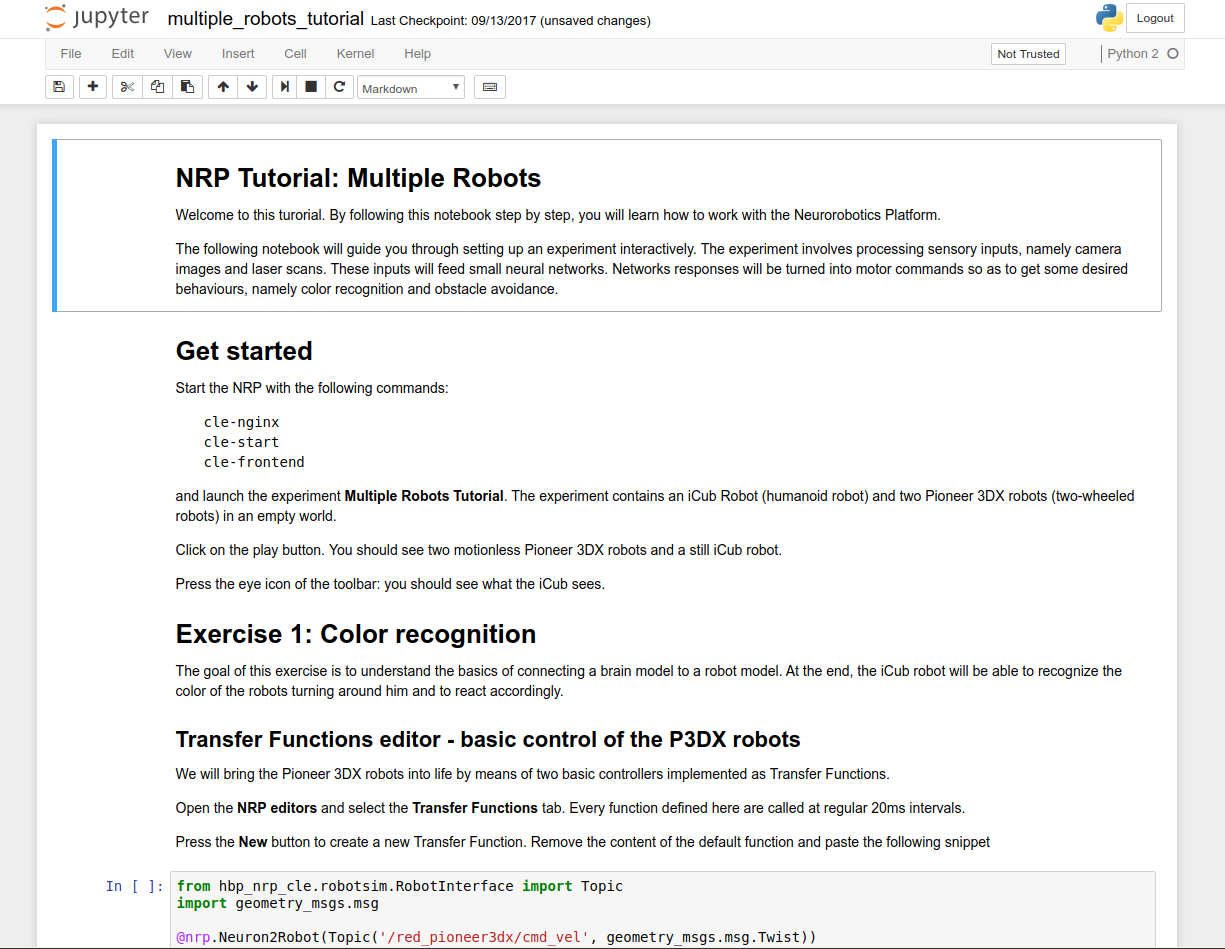 jupyter multiple_robots_tutorial Last Checkpoint: 09/13/2017 (unsaved changes) Logout
File Edit View Insert Cell Kernel Help Not Trusted Python 2
Markdown
NRP Tutorial: Multiple Robots
Welcome to this turorial. By following this notebook step by step, you will learn how to work with the Neurorobotics Platform.
The following notebook will guide you through setting up an experiment interactively. The experiment involves processing sensory inputs, namely camera
images and laser scans. These inputs will feed small neural networks. Networks responses will be turned into motor commands so as to get some desired
behaviours, namely color recognition and obstacle avoidance.
Get started
Start the NRP with the following commands:
cle-nginx
cle-start
cle-frontend
and launch the experiment Multiple Robots Tutorial. The experiment contains an iCub Robot (humanoid robot) and two Pioneer 3DX robots (two-wheeled
robots) in an empty world.
Click on the play button. You should see two motionless Pioneer 3DX robots and a still iCub robot.
Press the eye icon of the toolbar: you should see what the iCub sees.
Exercise 1: Color recognition
The goal of this exercise is to understand the basics of connecting a brain model to a robot model. At the end, the iCub robot will be able to recognize the
color of the robots turning around him and to react accordingly.
Transfer Functions editor - basic control of the P3DX robots
We will bring the Pioneer 3DX robots into life by means of two basic controllers implemented as Transfer Functions.
Open the NRP editors and select the Transfer Functions tab. Every function defined here are called at regular 20ms intervals.
Press the New button to create a new Transfer Function. Remove the content of the default function and paste the following snippet
In [ ]: from hbp_nrp_cle.robotsim.RobotInterface import Topic
import geometry_msgs.msg
@nrp.Neuron2Robot(Topic('/red_pioneer3dx/cmd_vel', geometry_msgs.msg.Twist))